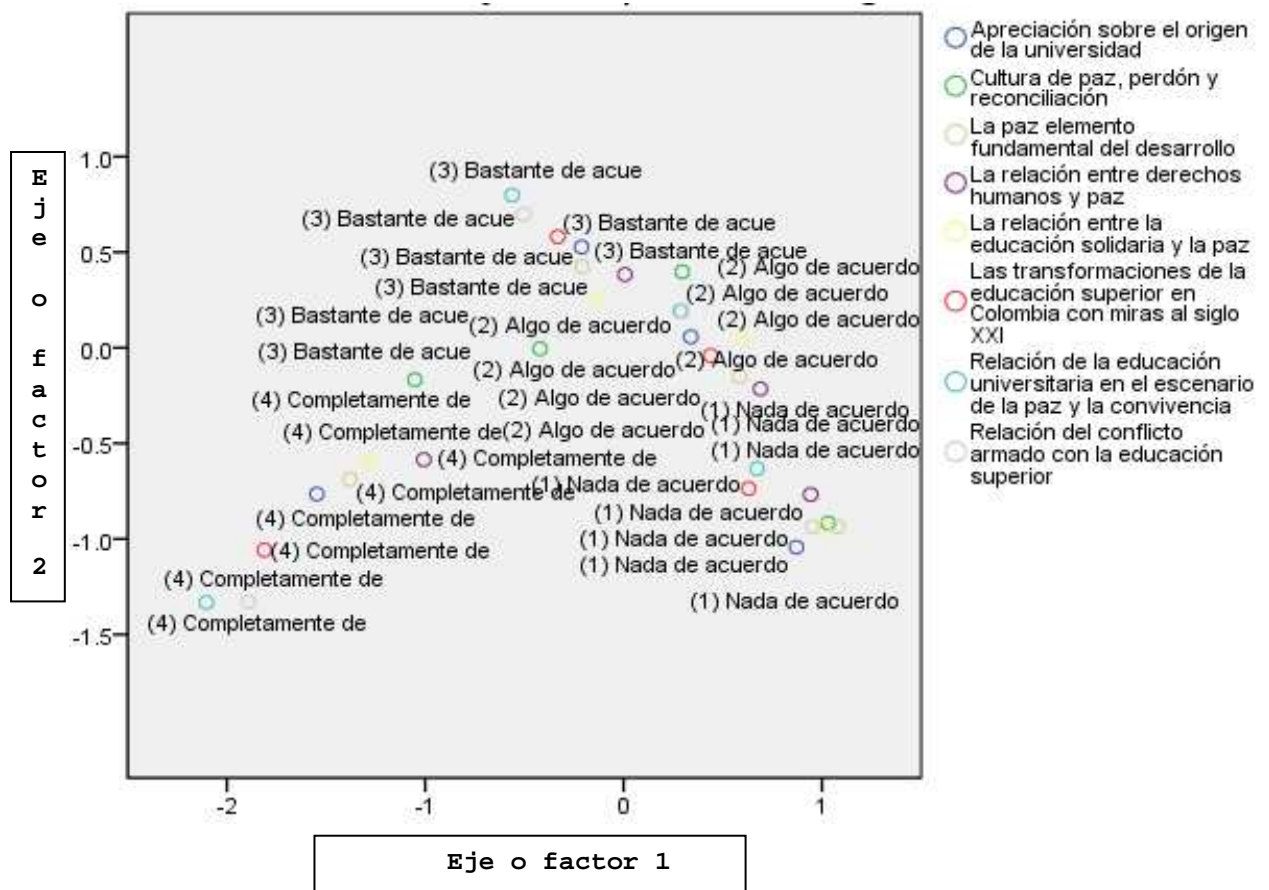 Eje o factor 2
1.0
0.5
0.0
-0.5
-1.0
-1.5
(3) Bastante de acue
(3) Bastante de acue
(3) Bastante de acue
(3) Bastante de acue
(3) Bastante de acue
(2) Algo de acuerdo
(3) Bastante de acue
(2) Algo de acuerdo
(3) Bastante de acue
(2) Algo de acuerdo
(2) Algo de acuerdo
(3) Bastante de acue
(2) Algo de acuerdo
(2) Algo de acuerdo
(4) Completamente de
(2) Algo de acuerdo
(1) Nada de acuerdo
(1) Nada de acuerdo
(4) Completamente de
(2) Algo de acuerdo
(1) Nada de acuerdo
(4) Completamente de
(4) Completamente de
(1) Nada de acuerdo
(4) Completamente de
(1) Nada de acuerdo
(1) Nada de acuerdo
(4) Completamente de
(1) Nada de acuerdo
(4) Completamente de
(1) Nada de acuerdo
(4) Completamente de
-2
-1
0
1
Eje o factor 1
Apreciación sobre el origen
de la universidad
Cultura de paz, perdón y
reconciliación
La paz elemento
fundamental del desarrollo
La relación entre derechos
humanos y paz
La relación entre la
educación solidaria y la paz
Las transformaciones de la
educación superior en
Colombia con miras al siglo
XXI
Relación de la educación
universitaria en el escenario
de la paz y la convivencia
Relación del conflicto
armado con la educación
superior